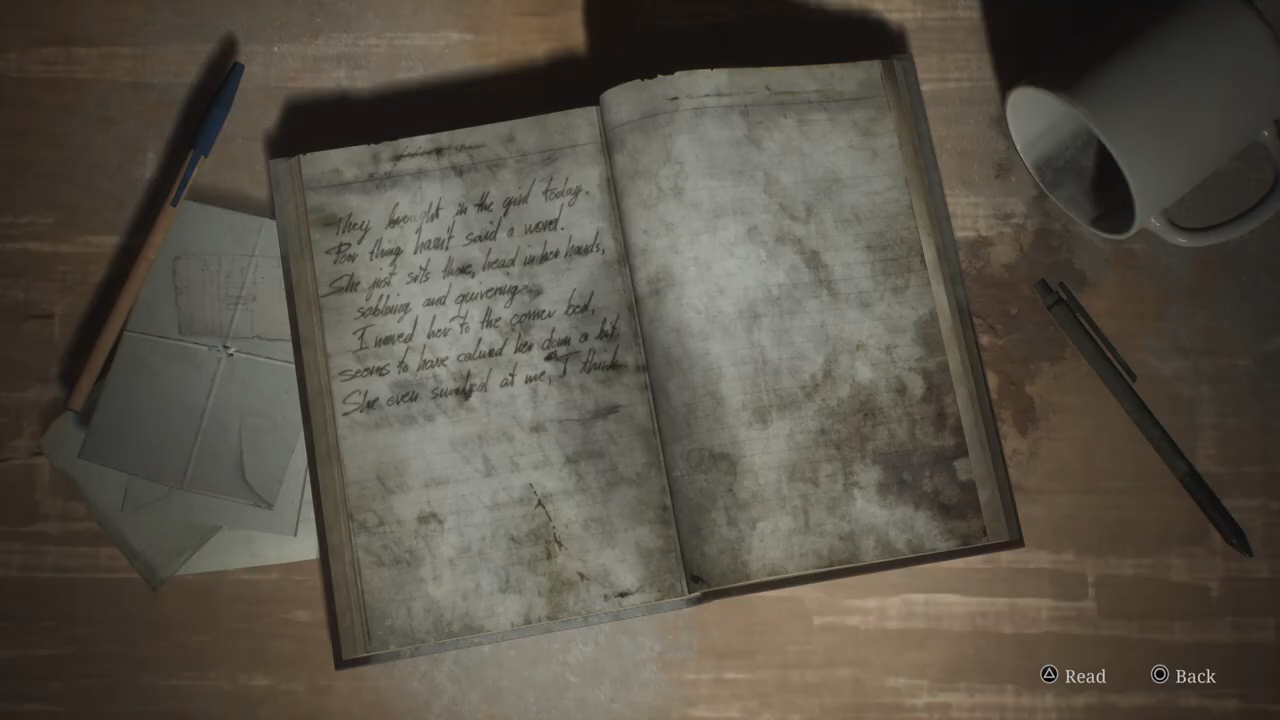 They brought in the girl today.
Poor thing hasn't said a word.
She just sits there, head in her hands,
sobbing and quivering.
I moved her to the corner bed,
seems to have calmed her down a bit.
She even smiled at me, I think.
Read
Back